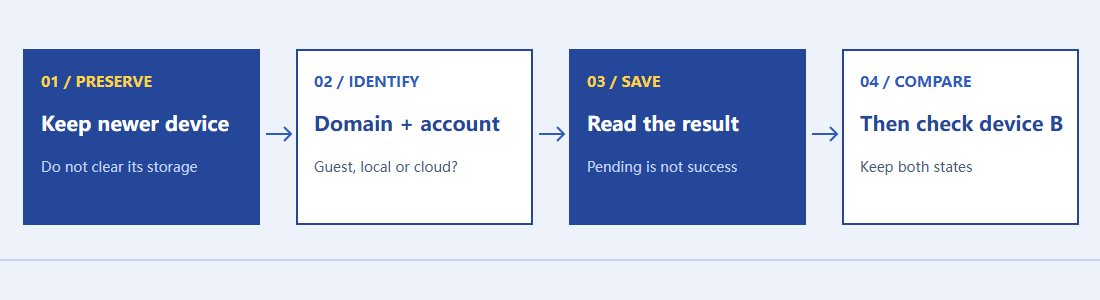 01 / PRESERVE
Keep newer device
Do not clear its storage
02 / IDENTIFY
Domain + account
Guest, local or cloud?
03 / SAVE
Read the result
Pending is not success
04 / COMPARE
Then check device B
Keep both states